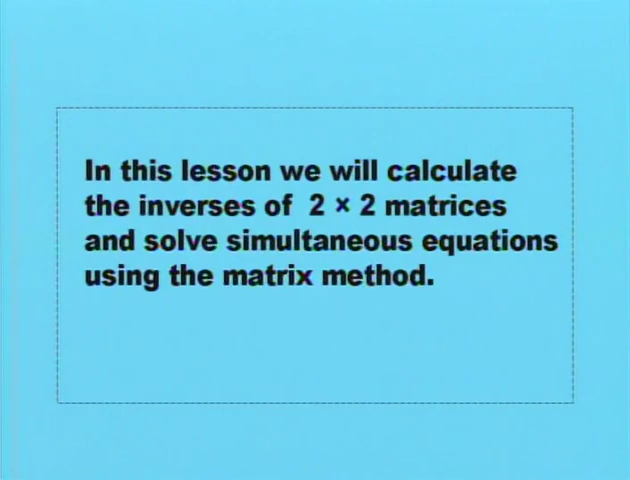 In this lesson we will calculate
the inverses of 2 × 2 matrices
and solve simultaneous equations
using the matrix method.